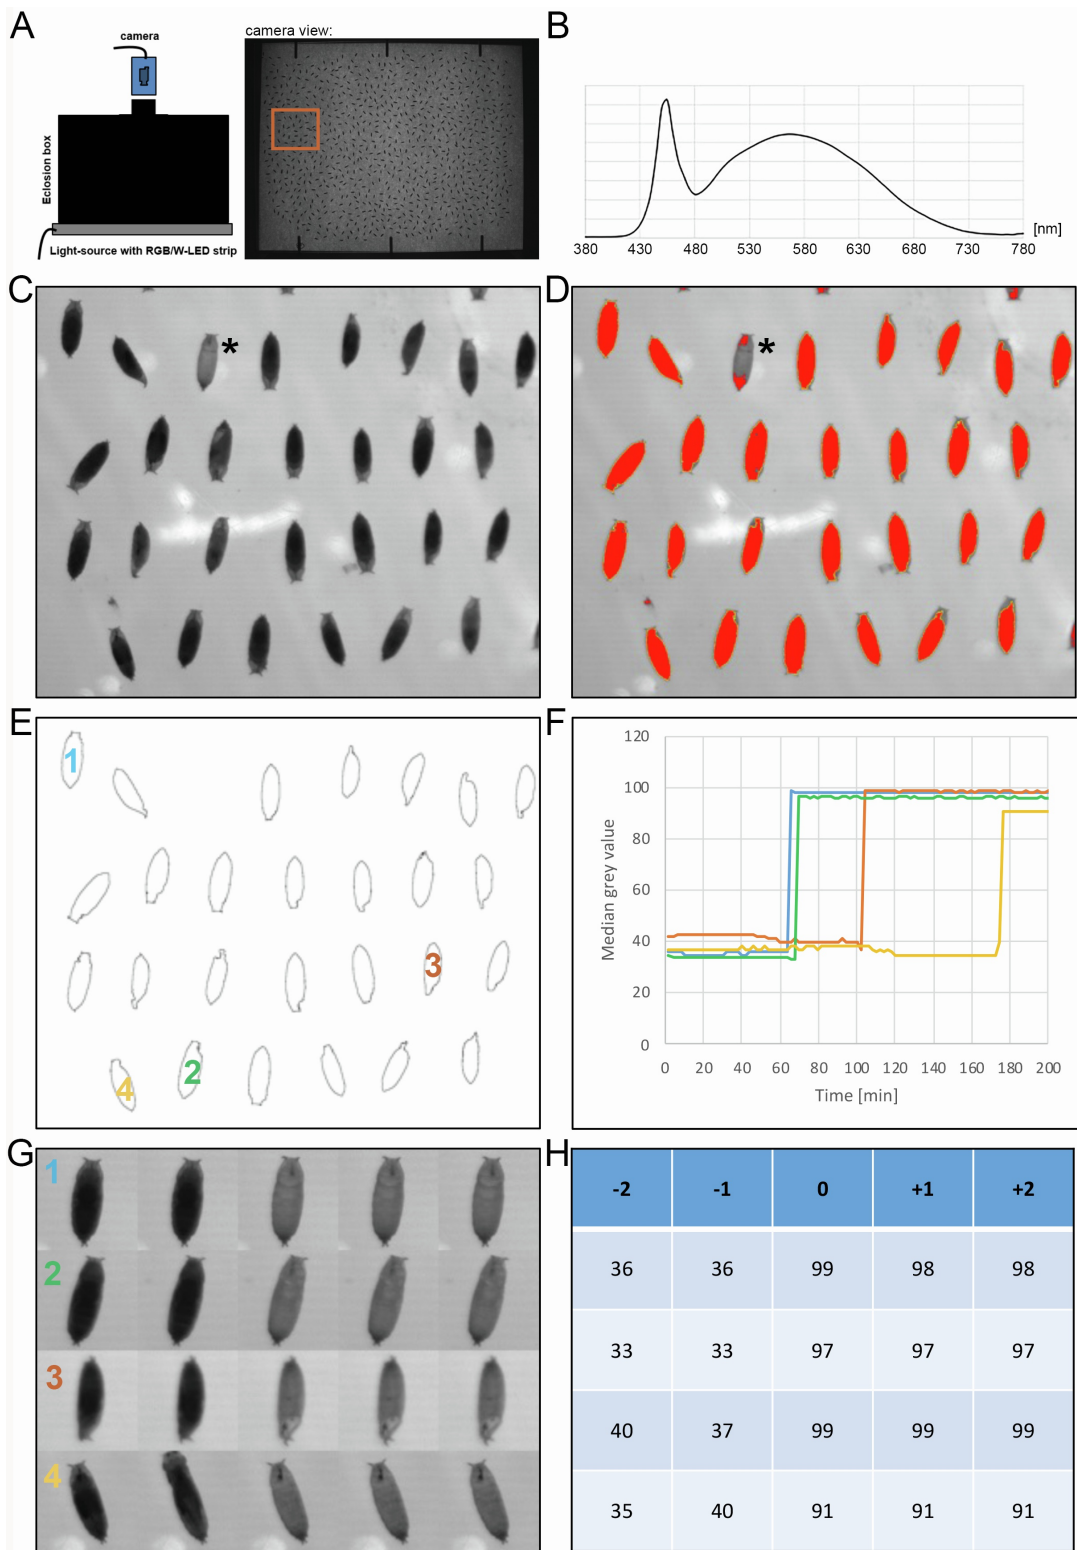 A
camera
Eclosion box
Light-source with RGB/W-LED strip
camera view:
B
380 430 480 530 580 630 680 730 780 [nm]
C
*
D
*
E
1
3
2
4
F
120
100
80
60
40
20
0
Median grey value
0 20 40 60 80 100 120 140 160 180 200
Time [min]
G
1
2
3
4
H
-2 -1 0 +1 +2
36 36 99 98 98
33 33 97 97 97
40 37 99 99 99
35 40 91 91 91